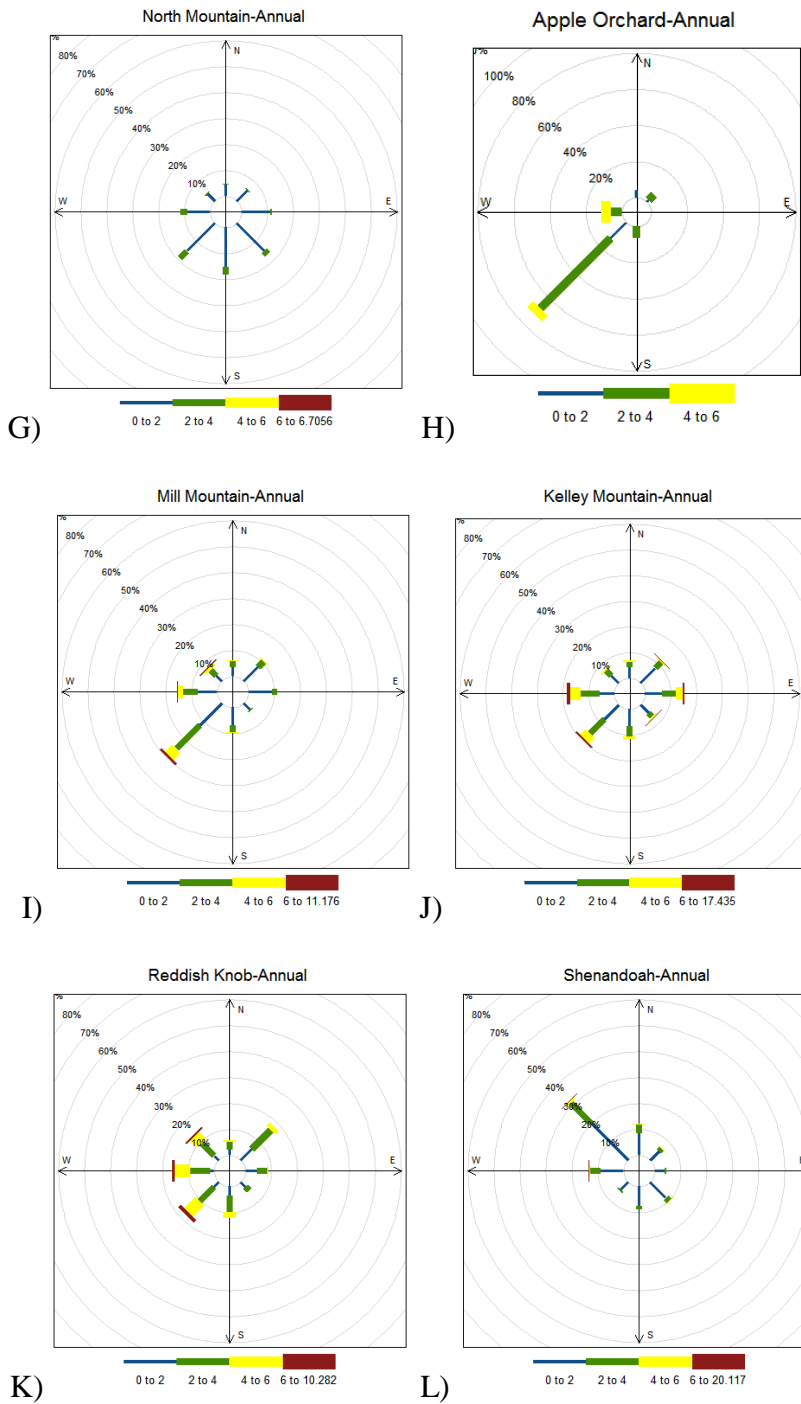 North Mountain-Annual
%
80%
70%
60%
50%
40%
30%
20%
10%
N
W
E
S
0 to 2
2 to 4
4 to 6
6 to 6.7056
G)
Apple Orchard-Annual
100%
80%
60%
40%
20%
N
W
E
S
0 to 2
2 to 4
4 to 6
H)
Mill Mountain-Annual
%
80%
70%
60%
50%
40%
30%
20%
10%
N
W
E
S
0 to 2
2 to 4
4 to 6
6 to 11.176
I)
Kelley Mountain-Annual
%
80%
70%
60%
50%
40%
30%
20%
10%
N
W
E
S
0 to 2
2 to 4
4 to 6
6 to 17.435
J)
Reddish Knob-Annual
%
80%
70%
60%
50%
40%
30%
20%
10%
N
W
E
S
0 to 2
2 to 4
4 to 6
6 to 10.282
K)
Shenandoah-Annual
%
80%
70%
60%
50%
40%
30%
20%
10%
N
W
S
0 to 2
2 to 4
4 to 6
6 to 20.117
L)